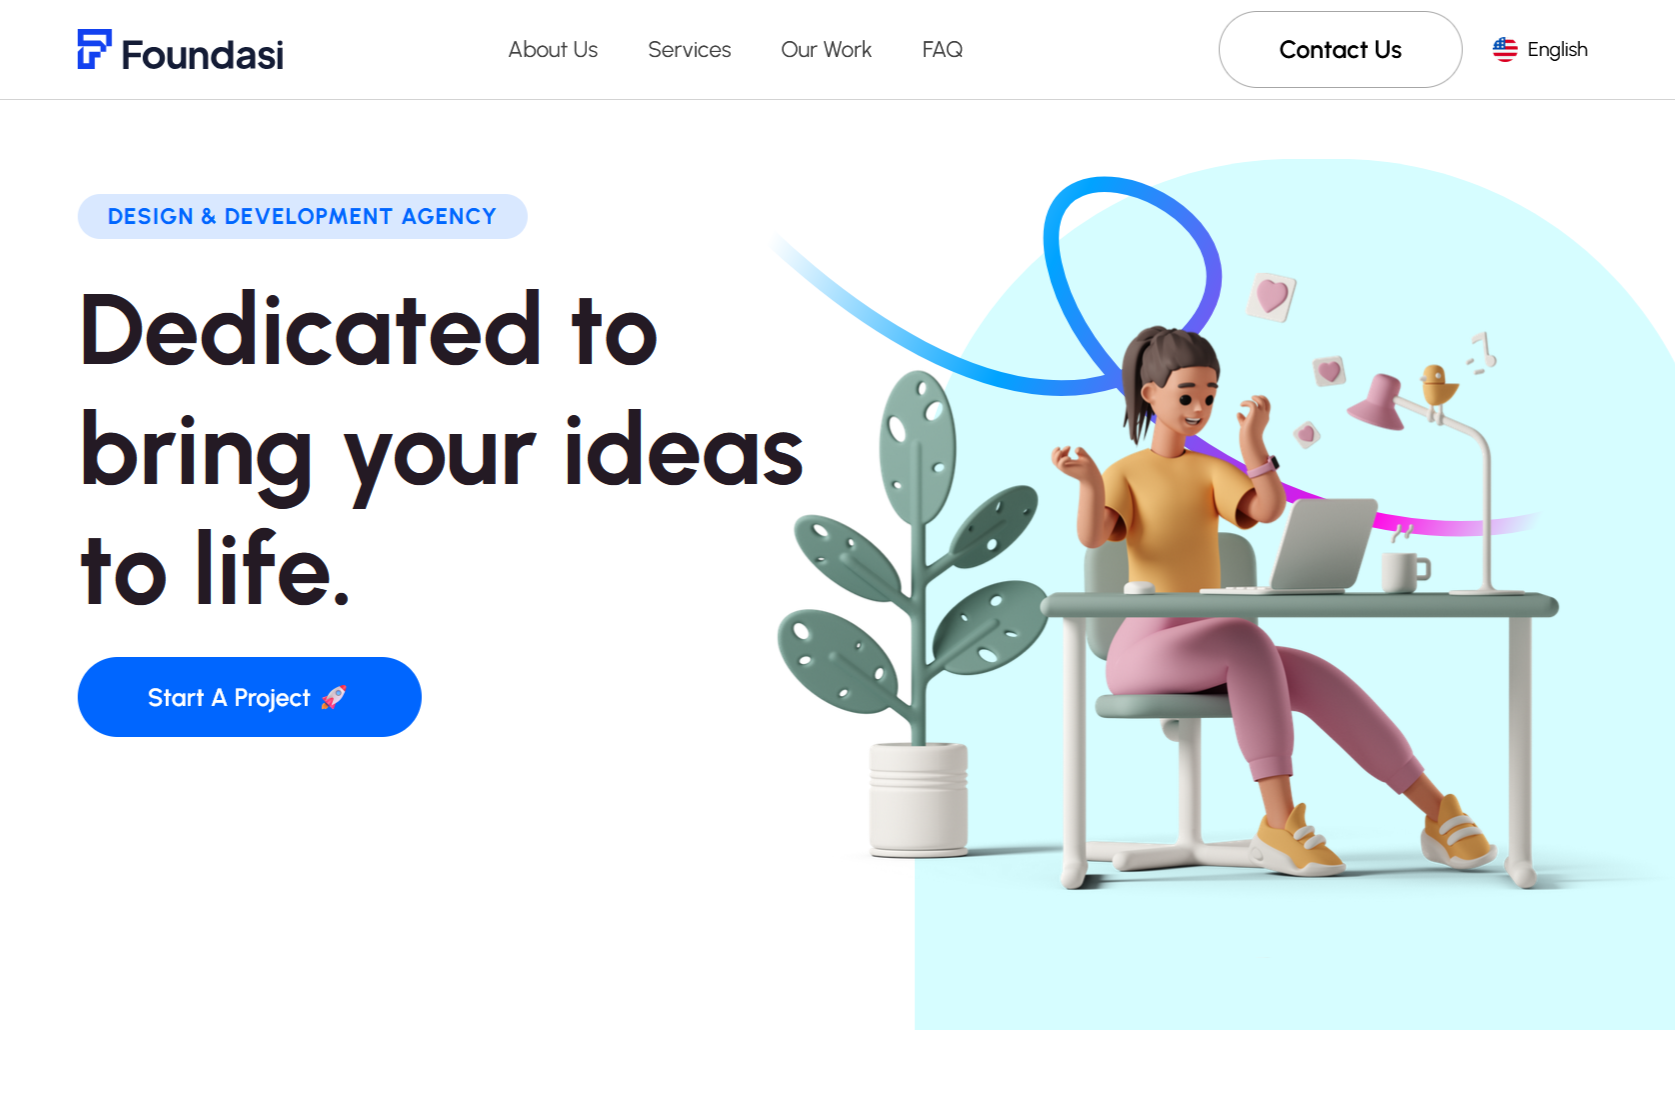 Foundasi
About Us
Services
Our Work
FAQ
Contact Us
English
DESIGN & DEVELOPMENT AGENCY
Dedicated to
bring your ideas
to life.
Start A Project 🚀